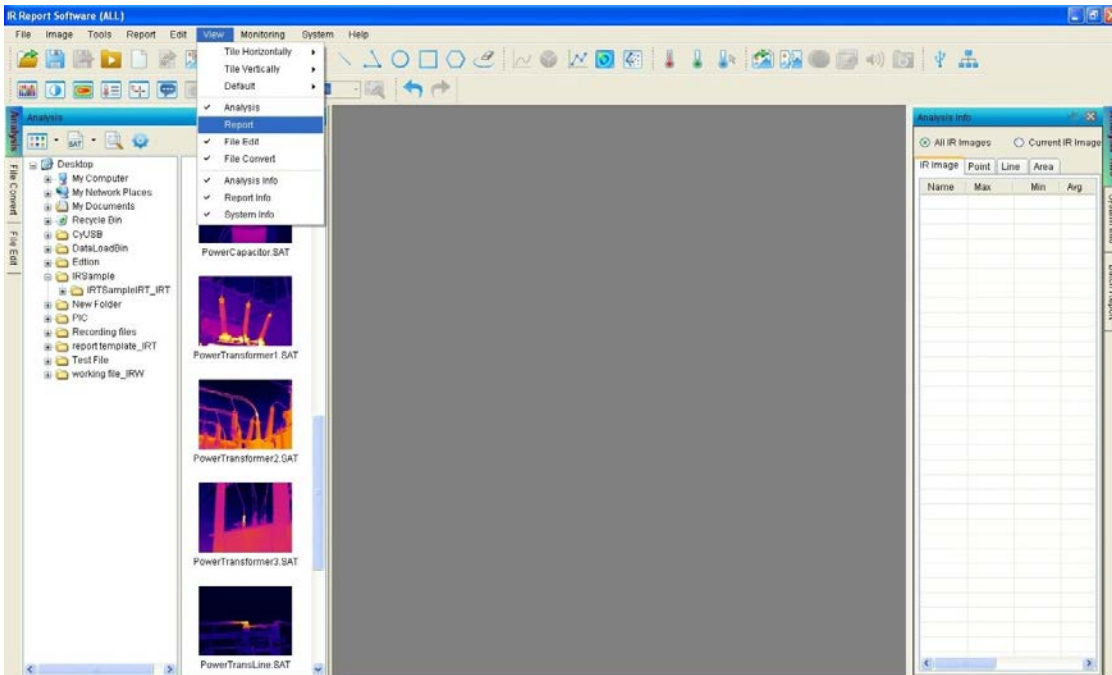 IR Report Software (ALL)
File Image Tools Report Edit View Monitoring System Help
Tile Horizontally
Tile Vertically
Default
Analysis
Report
File Edit
File Convert
Analysis Info
Report Info
System Info
Analysis
File Convert
File Edit
Analysis
SAT
Desktop
My Computer
My Network Places
My Documents
Recycle Bin
CyUSB
DataLoadBin
Edtion
IRSample
IRTSampleIRT_IRT
New Folder
PIC
Recording files
report template_IRT
Test File
working file_IRW
PowerCapacitor.SAT
PowerTransformer1.SAT
PowerTransformer2.SAT
PowerTransformer3.SAT
PowerTransLine.SAT
Analysis Info
All IR Images Current IR Image
IR Image Point Line Area
Name Max Min Avg